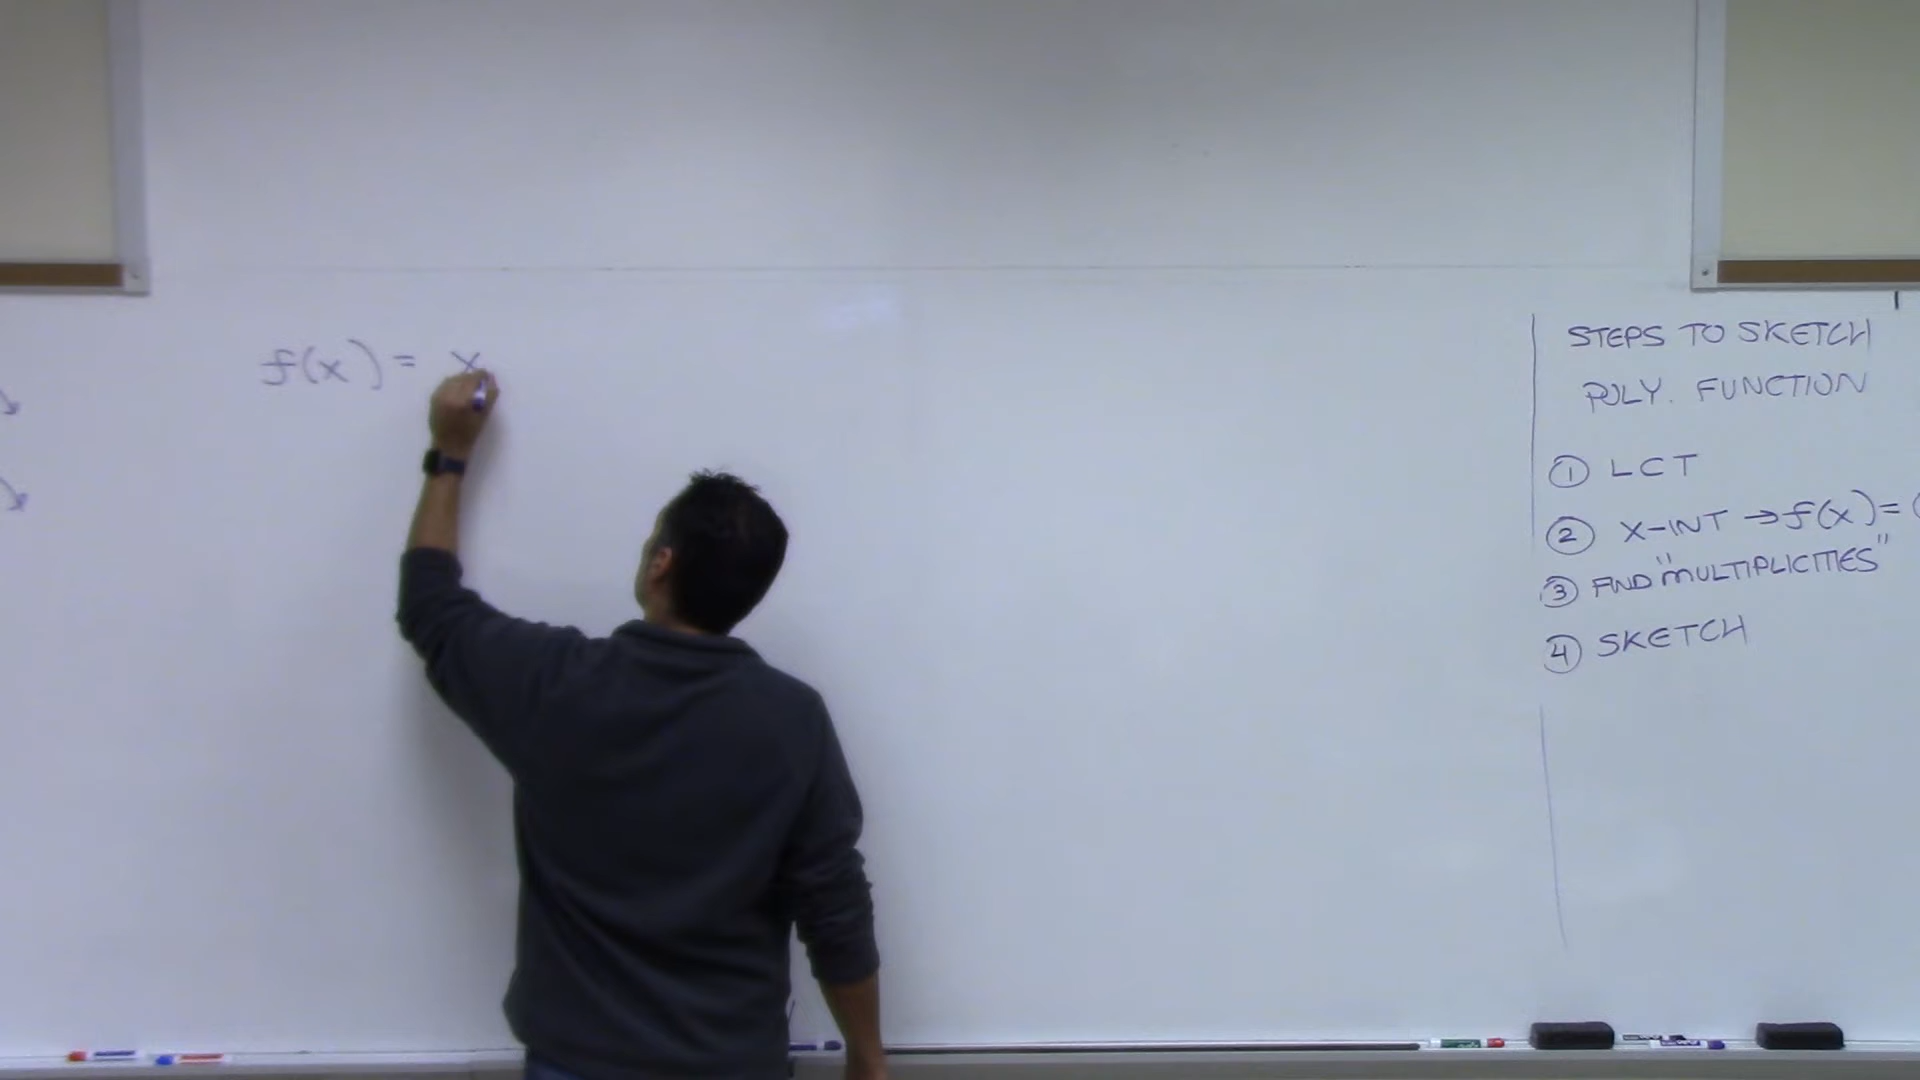 f(x) = x
STEPS TO SKETCH
POLY. FUNCTION
① LCT
② X-INT → f(x) =
③ FIND "MULTIPLICITIES"
④ SKETCH